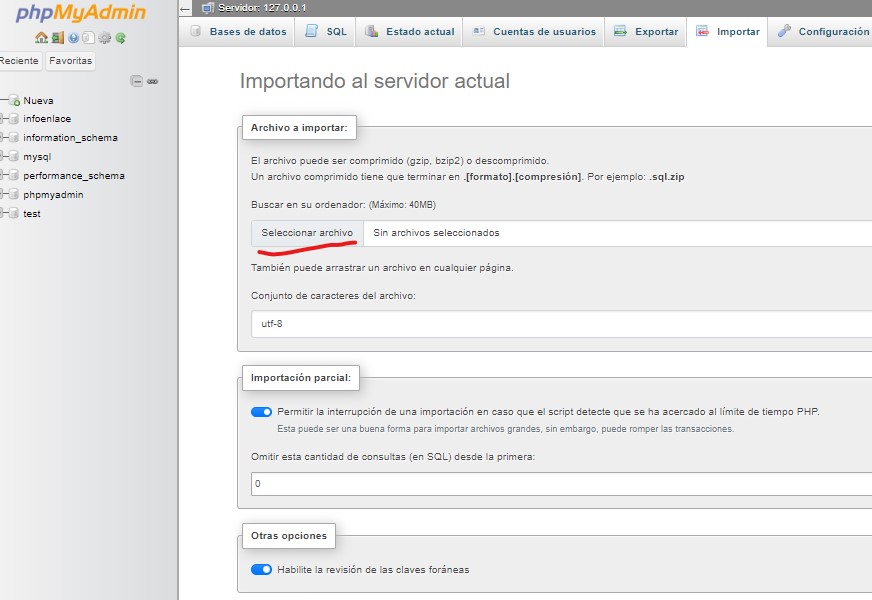 phpMyAdmin
Reciente Favoritas
Nueva
infoenlace
information_schema
mysql
performance_schema
phpmyadmin
test
Servidor: 127.0.0.1
Bases de datos SQL Estado actual Cuentas de usuarios Exportar Importar Configuración
Importando al servidor actual
Archivo a importar:
El archivo puede ser comprimido (gzip, bzip2) o descomprimido.
Un archivo comprimido tiene que terminar en .[formato].[compresión]. Por ejemplo: .sql.zip
Buscar en su ordenador: (Máximo: 40MB)
Seleccionar archivo Sin archivos seleccionados
También puede arrastrar un archivo en cualquier página.
Conjunto de caracteres del archivo:
utf-8
Importación parcial:
Permitir la interrupción de una importación en caso que el script detecte que se ha acercado al límite de tiempo PHP.
Esta puede ser una buena forma para importar archivos grandes, sin embargo, puede romper las transacciones.
Omitir esta cantidad de consultas (en SQL) desde la primera:
0
Otras opciones
Habilite la revisión de las claves foráneas